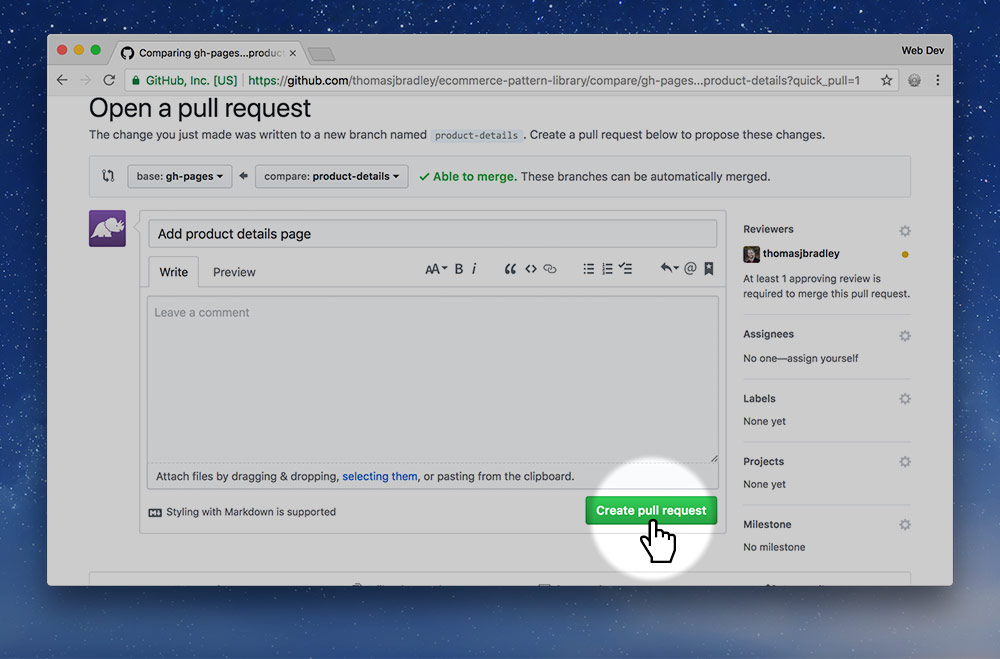 Comparing gh-pages...produc
Web Dev
GitHub, Inc. [US] https://github.com/thomasjbradley/ecommerce-pattern-library/compare/gh-pages...product-details?quick_pull=1
Open a pull request
The change you just made was written to a new branch named product-details. Create a pull request below to propose these changes.
base: gh-pages compare: product-details Able to merge. These branches can be automatically merged.
Add product details page
Write Preview AA B i
Leave a comment
Attach files by dragging & dropping, selecting them, or pasting from the clipboard.
Styling with Markdown is supported
Create pull request
Reviewers
thomasjbradley
At least 1 approving review is
required to merge this pull request.
Assignees
No one—assign yourself
Labels
None yet
Projects
None yet
Milestone
No milestone